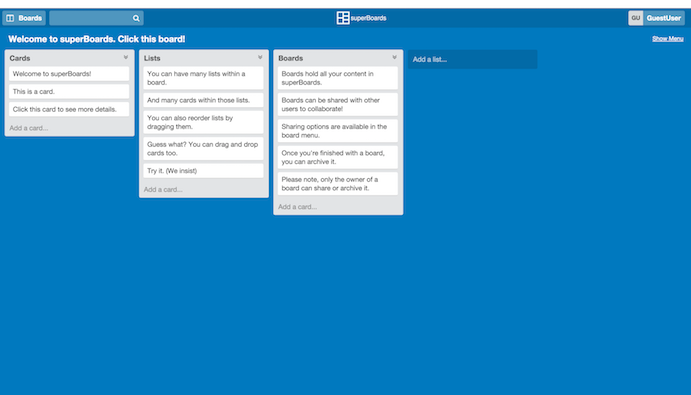 Boards
superBoards
GU GuestUser
Welcome to superBoards. Click this board!
Show Menu
Cards
Welcome to superBoards!
This is a card.
Click this card to see more details.
Add a card...
Lists
You can have many lists within a
board.
And many cards within those lists.
You can also reorder lists by
dragging them.
Guess what? You can drag and drop
cards too.
Try it. (We insist)
Add a card...
Boards
Boards hold all your content in
superBoards.
Boards can be shared with other
users to collaborate!
Sharing options are available in the
board menu.
Once you're finished with a board,
you can archive it.
Please note, only the owner of a
board can share or archive it.
Add a card...
Add a list...